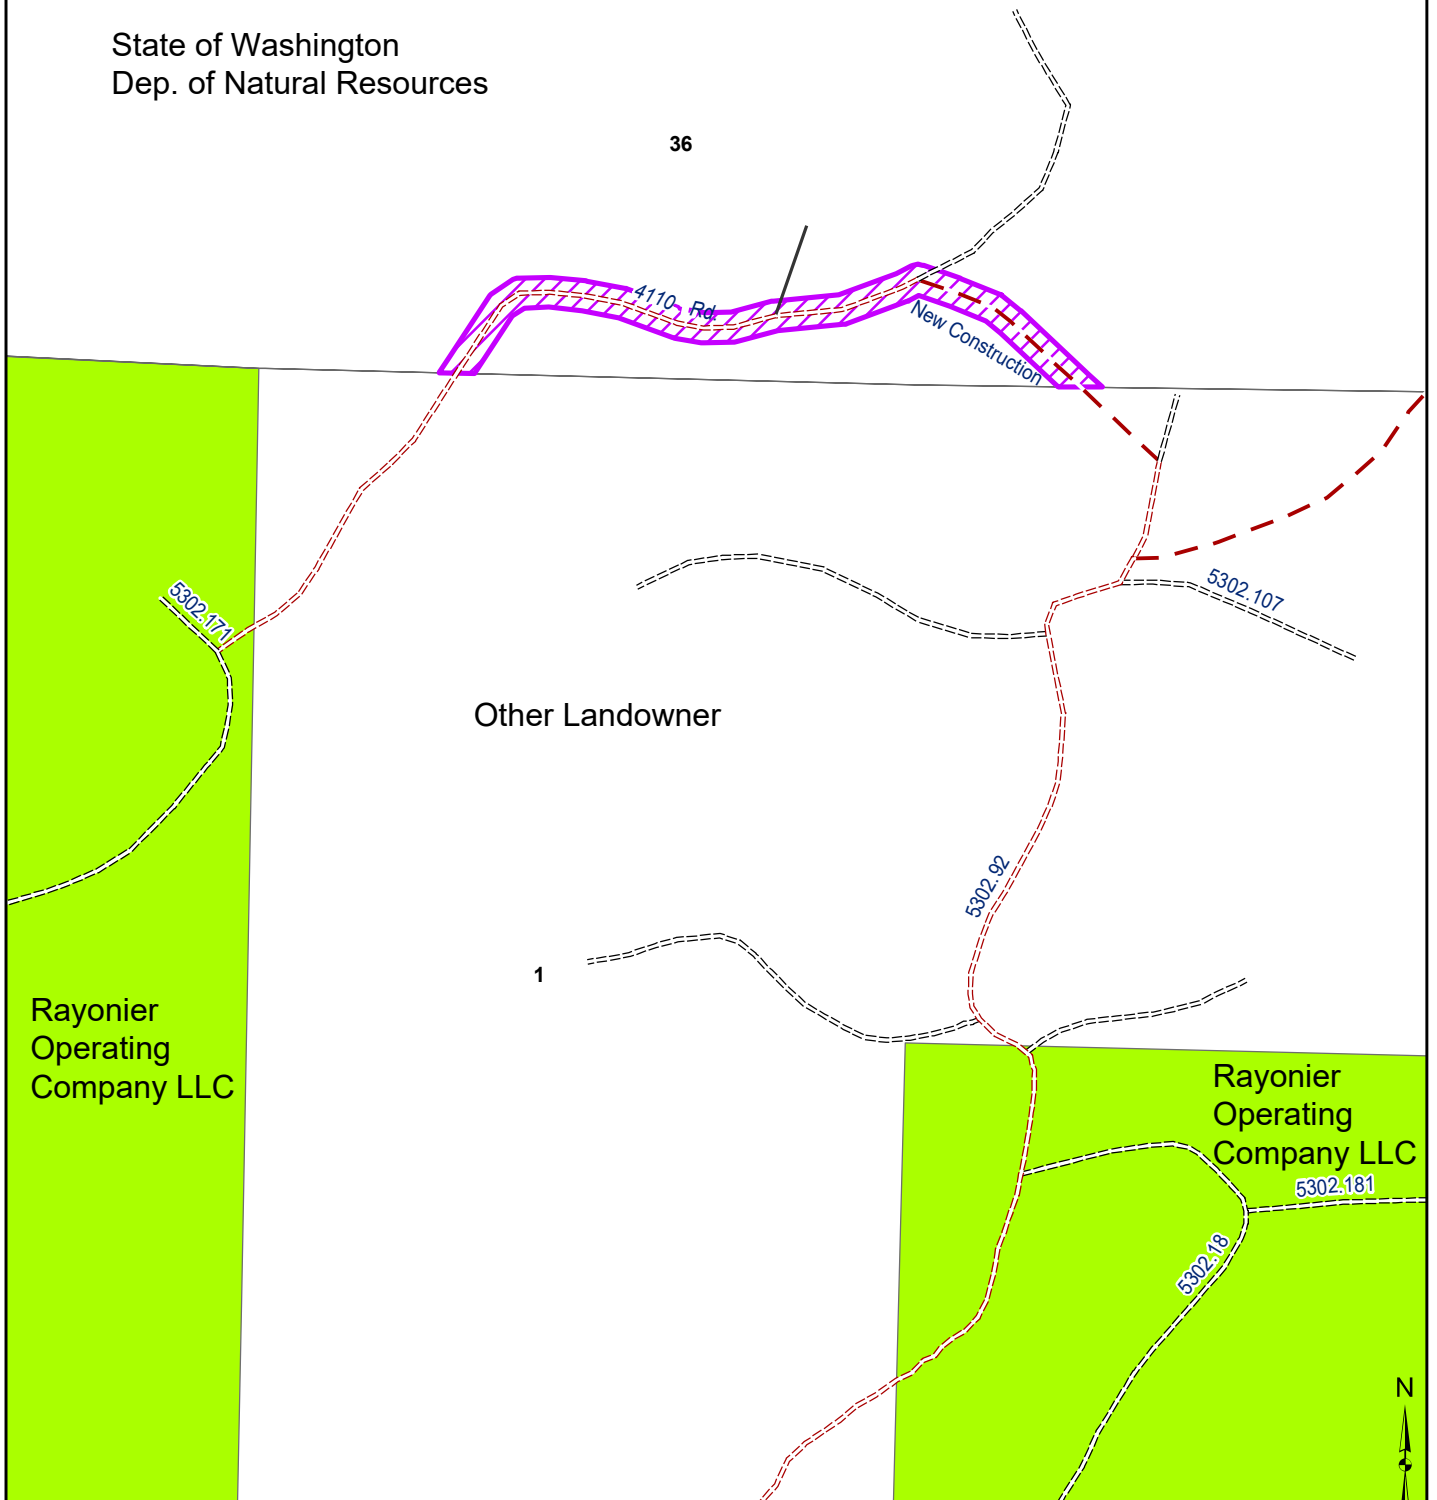 State of Washington
Dep. of Natural Resources
36
4110 Rd.
New Construction
5302.171
5302.107
Other Landowner
5302.92
1
Rayonier
Operating
Company LLC
Rayonier
Operating
Company LLC
5302.181
5302.18
N